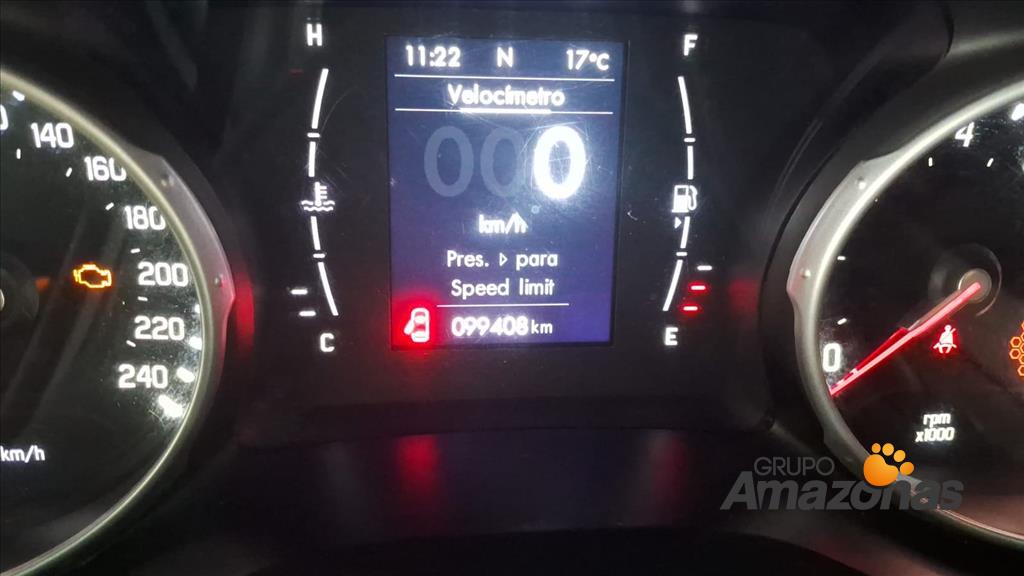 140
160
180
200
220
240
km/h
H
C
11:22 N 17°C
Velocímetro
000
km/h
Pres. ▷ para
Speed limit
099408 km
F
E
4
0
rpm
x1000
GRUPO
Amazonas